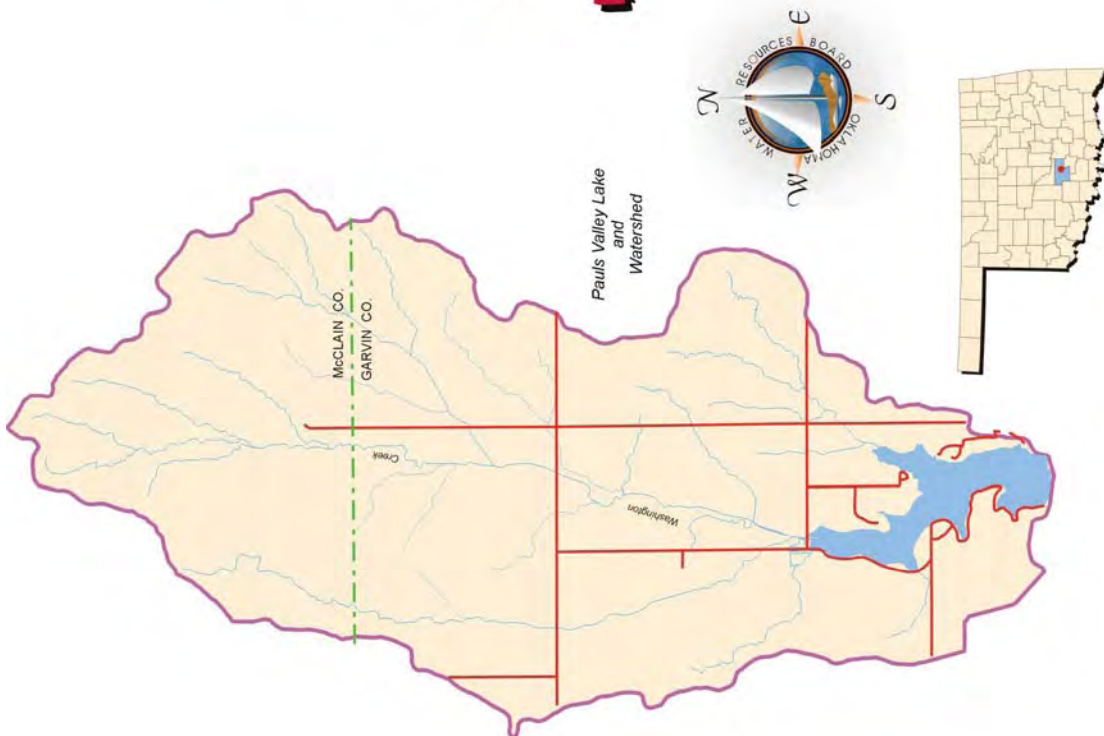 N
E
S
W
OKLAHOMA WATER RESOURCES BOARD
Pauls Valley Lake
and
Watershed
McCLAIN CO.
GARVIN CO.
Creek
Washington